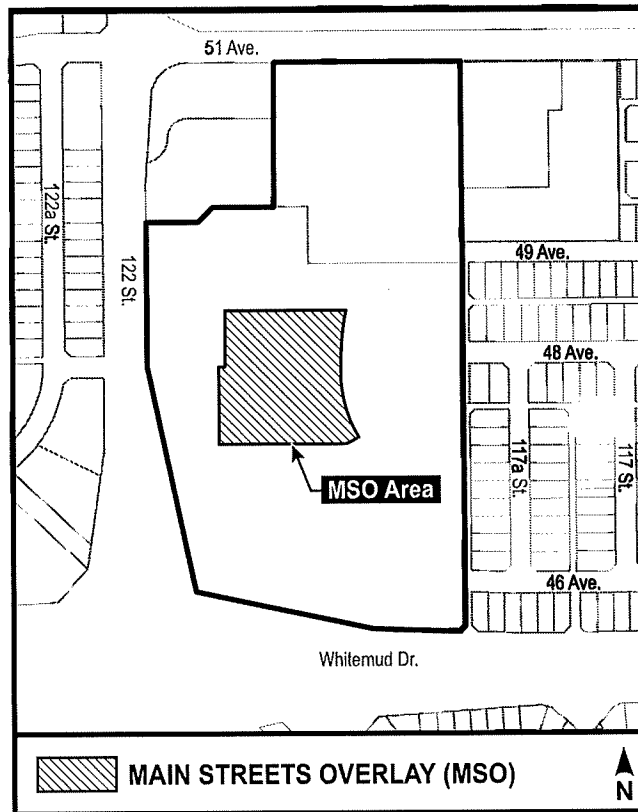 51 Ave.
122a St.
122 St.
49 Ave.
48 Ave.
117a St.
117 St.
MSO Area
46 Ave.
Whitemud Dr.
MAIN STREETS OVERLAY (MSO)
N